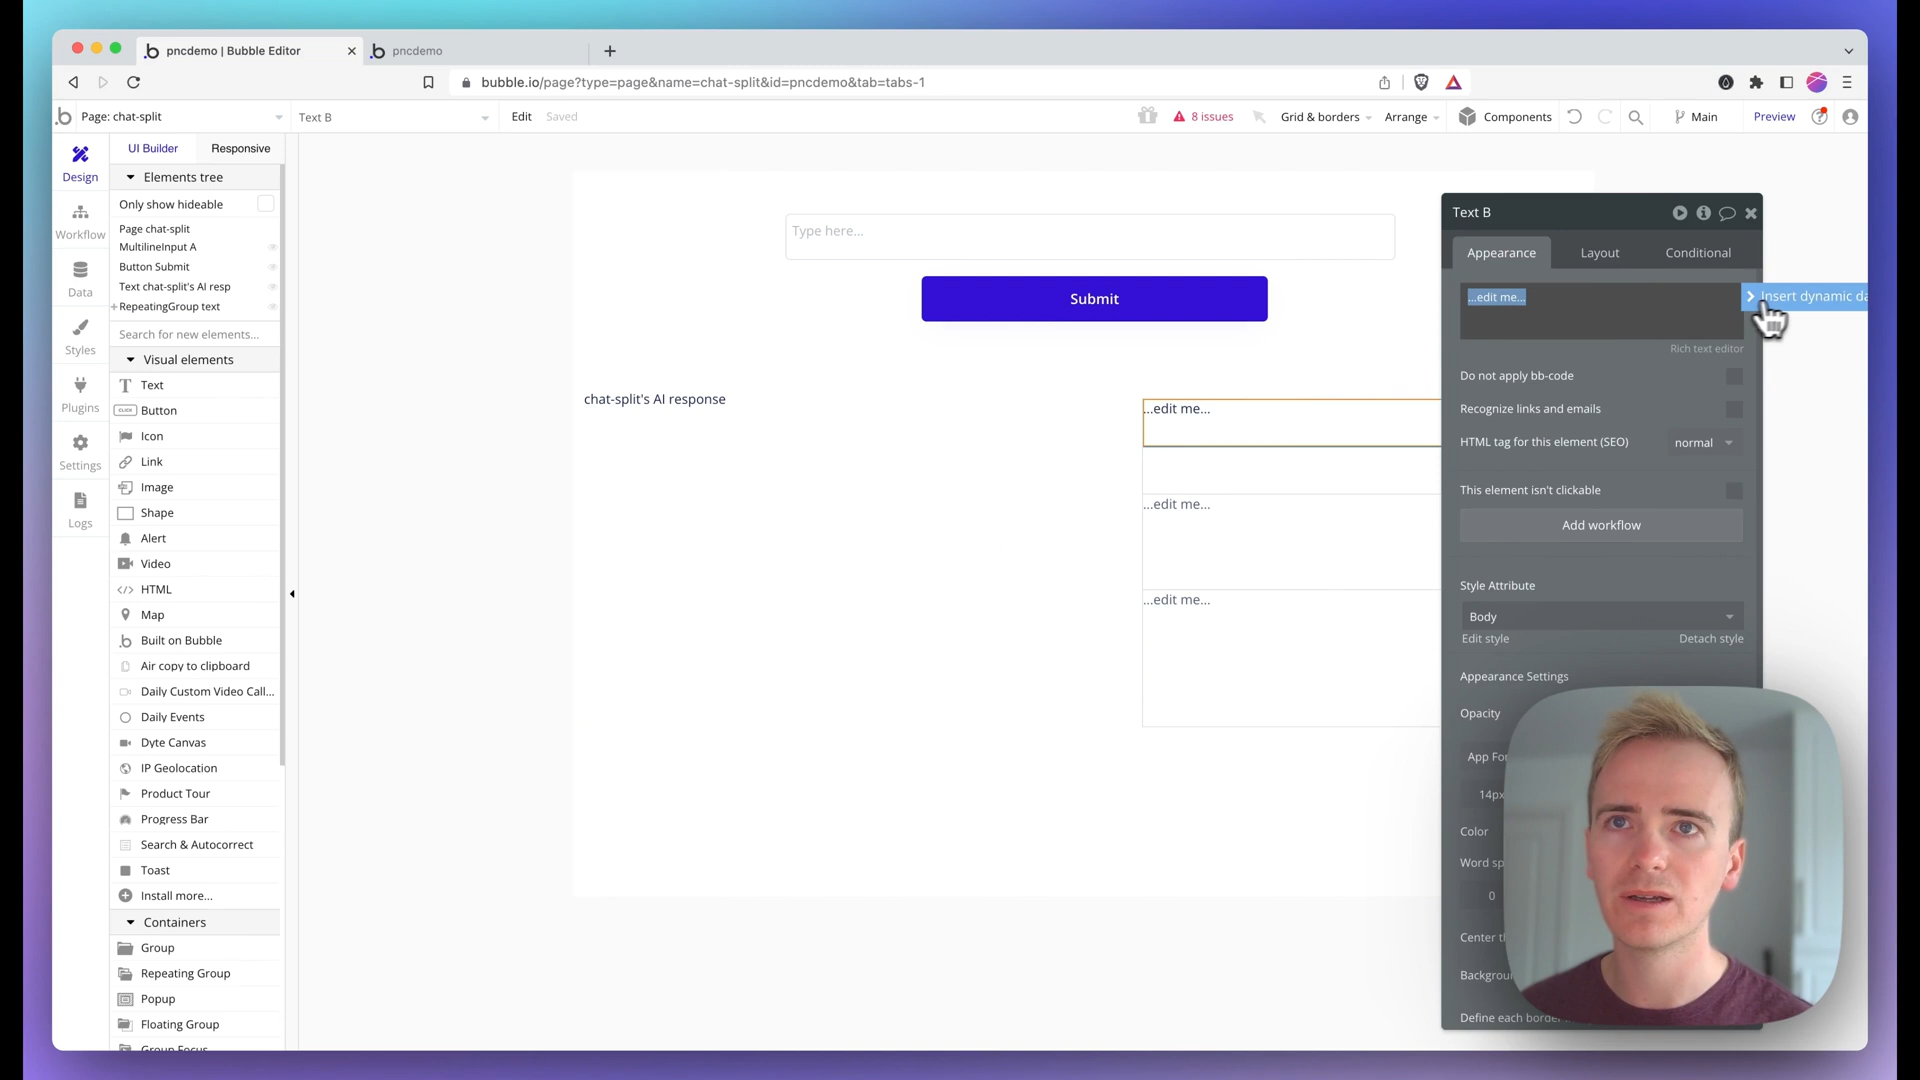 pncdemo | Bubble Editor
pncdemo
bubble.io/page?type=page&name=chat-split&id=pncdemo&tab=tabs-1
Page: chat-split
Text B
Edit
Saved
8 issues
Grid & borders
Arrange
Components
Main
Preview
Design
Workflow
Data
Styles
Plugins
Settings
Logs
UI Builder
Responsive
Elements tree
Only show hideable
Page chat-split
MultilineInput A
Button Submit
Text chat-split's AI resp
RepeatingGroup text
Search for new elements...
Visual elements
Text
CLICK
Button
Icon
Link
Image
Shape
Alert
Video
HTML
Map
Built on Bubble
Air copy to clipboard
Daily Custom Video Call...
Daily Events
Dyte Canvas
IP Geolocation
Product Tour
Progress Bar
Search & Autocorrect
Toast
Install more...
Containers
Group
Repeating Group
Popup
Floating Group
Group Focus
Type here...
Submit
chat-split's AI response
...edit me...
...edit me...
...edit me...
Text B
Appearance
Layout
Conditional
...edit me...
Insert dynamic da
Rich text editor
Do not apply bb-code
Recognize links and emails
HTML tag for this element (SEO)
normal
This element isn't clickable
Add workflow
Style Attribute
Body
Edit style
Detach style
Appearance Settings
Opacity
App Fo
14px
Color
Word sp
0
Center t
Backgrou
Define each borde